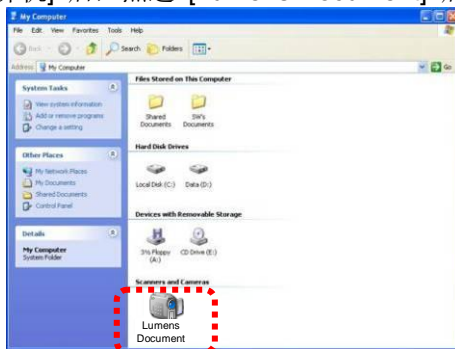 My Computer
File Edit View Favorites Tools Help
Back Search Folders
Address My Computer Go
System Tasks
View system information
Add or remove programs
Change a setting
Other Places
My Network Places
My Documents
Shared Documents
Control Panel
Details
My Computer
System Folder
Files Stored on This Computer
Shared Documents
SW's Documents
Hard Disk Drives
Local Disk (C:) Data (D:)
Devices with Removable Storage
3½ Floppy (A:)
CD Drive (E:)
Scanners and Cameras
Lumens
Document